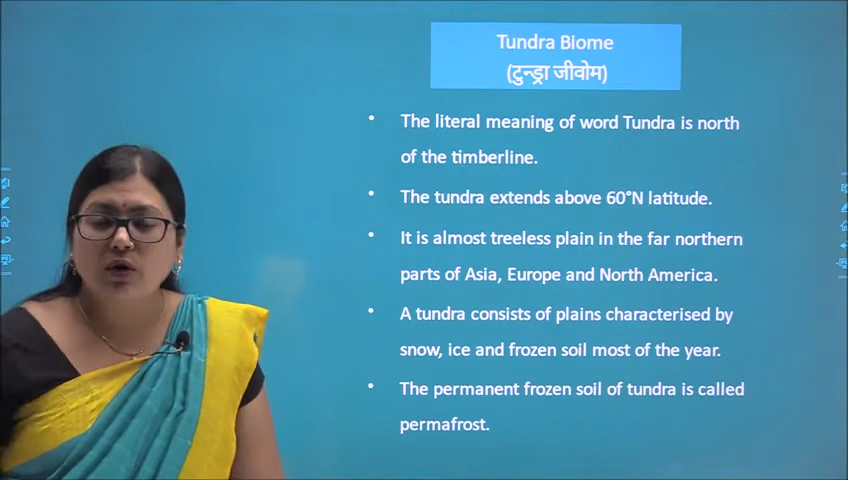 Tundra Biome
(टुन्ड्रा जीवोम)
• The literal meaning of word Tundra is north
of the timberline.
• The tundra extends above 60°N latitude.
• It is almost treeless plain in the far northern
parts of Asia, Europe and North America.
• A tundra consists of plains characterised by
snow, ice and frozen soil most of the year.
• The permanent frozen soil of tundra is called
permafrost.